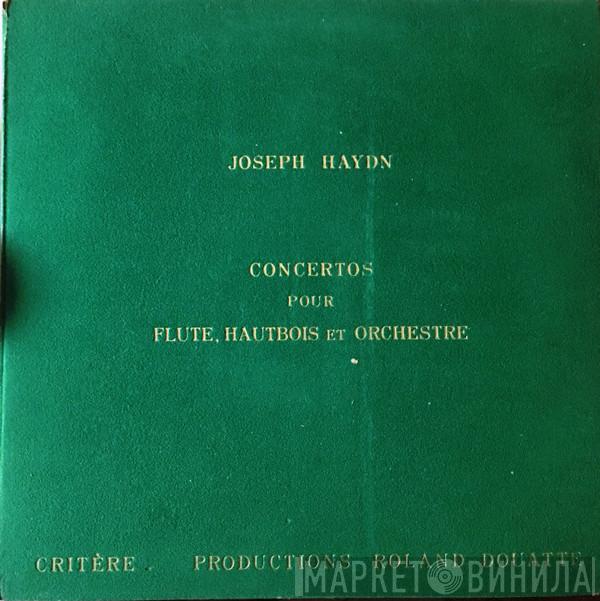 JOSEPH HAYDN
CONCERTOS
POUR
FLUTE, HAUTBOIS ET ORCHESTRE
CRITÈRE . PRODUCTIONS ROLAND DOUATTE
МАРКЕТ ВИНИЛА